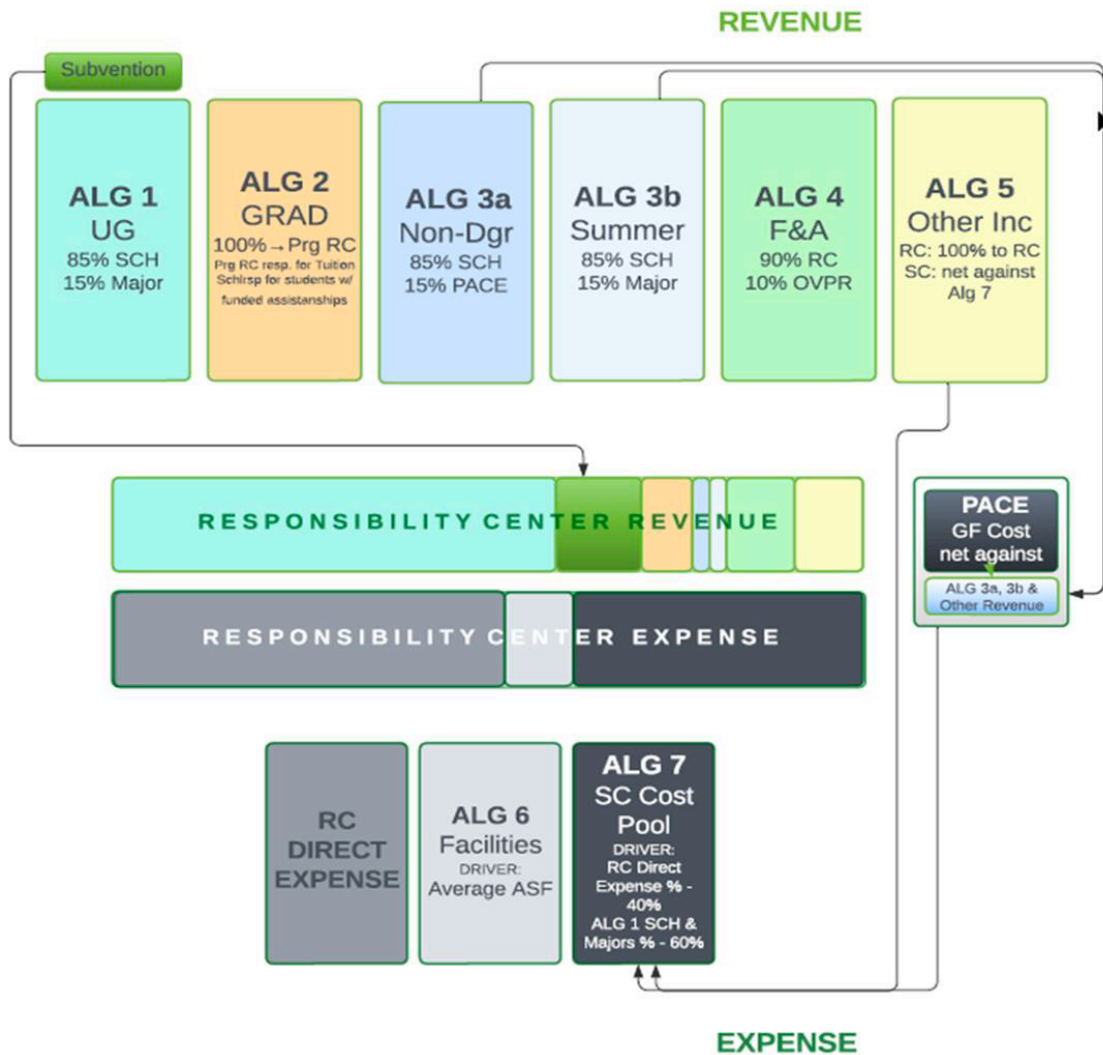 REVENUE
Subvention
ALG 1
UG
85% SCH
15% Major
ALG 2
GRAD
100%→Prg RC
Prg RC resp. for Tuition
Schlrsp for students w/
funded assistanships
ALG 3a
Non-Dgr
85% SCH
15% PACE
ALG 3b
Summer
85% SCH
15% Major
ALG 4
F&A
90% RC
10% OVPR
ALG 5
Other Inc
RC: 100% to RC
SC: net against
Alg 7
RESPONSIBILITY CENTER REVENUE
PACE
GF Cost
net against
ALG 3a, 3b &
Other Revenue
RESPONSIBILITY CENTER EXPENSE
RC
DIRECT
EXPENSE
ALG 6
Facilities
DRIVER:
Average ASF
ALG 7
SC Cost
Pool
DRIVER:
RC Direct
Expense % -
40%
ALG 1 SCH &
Majors % - 60%
EXPENSE